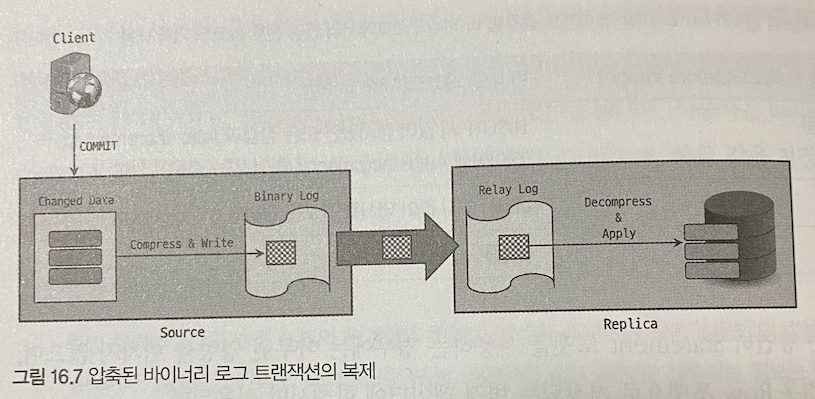 Client
COMMIT
Changed Data
Binary Log
Compress & Write
Source
Relay Log
Decompress
&
Apply
Replica
그림 16.7 압축된 바이너리 로그 트랜잭션의 복제